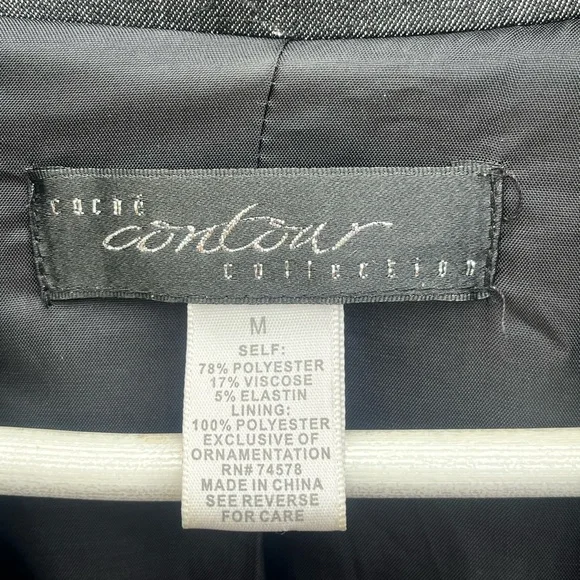 caché
contour
collection
M
SELF:
78% POLYESTER
17% VISCOSE
5% ELASTIN
LINING:
100% POLYESTER
EXCLUSIVE OF
ORNAMENTATION
RN# 74578
MADE IN CHINA
SEE REVERSE
FOR CARE